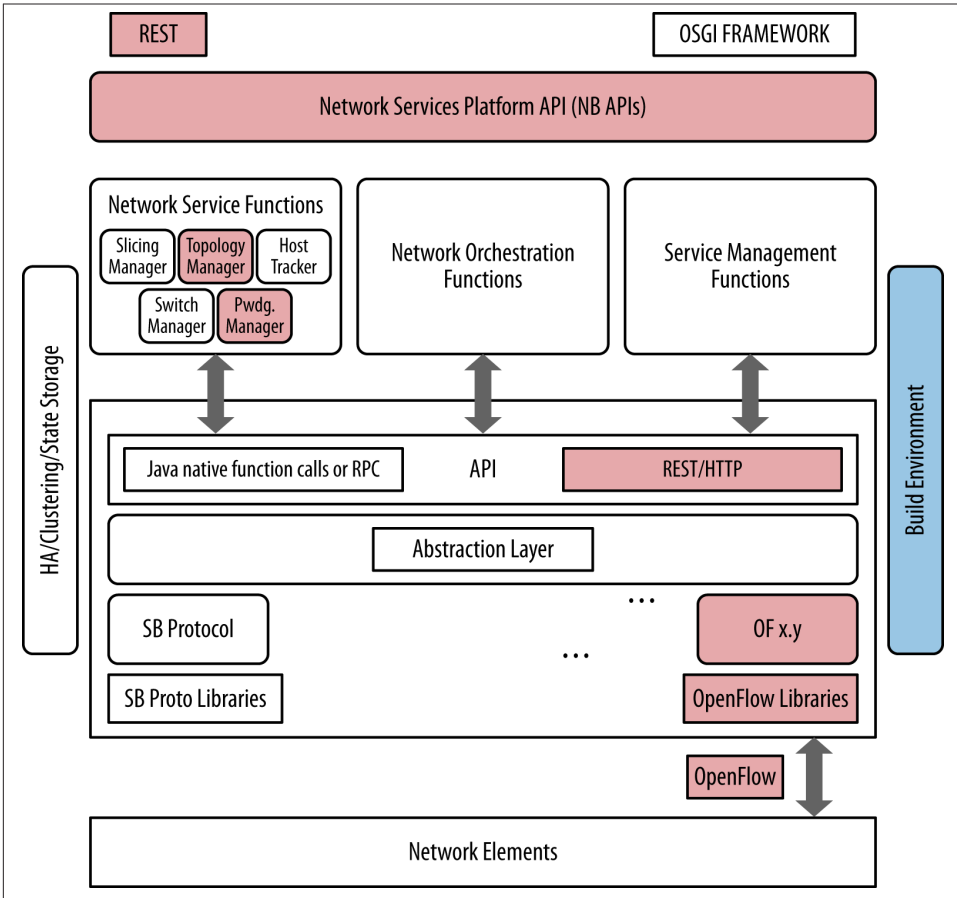 REST
OSGI FRAMEWORK
Network Services Platform API (NB APIs)
Network Service Functions
Slicing
Manager
Topology
Manager
Host
Tracker
Switch
Manager
Pwdg.
Manager
Network Orchestration
Functions
Service Management
Functions
HA/Clustering/State Storage
Build Environment
Java native function calls or RPC
API
REST/HTTP
Abstraction Layer
...
SB Protocol
...
OF x.y
SB Proto Libraries
OpenFlow Libraries
OpenFlow
Network Elements